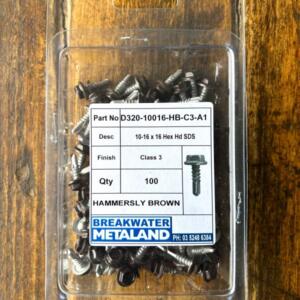 Part No D320-10016-HB-C3-A1
Desc 10-16 x 16 Hex Hd SDS
Finish Class 3
Qty 100
HAMMERSLY BROWN
BREAKWATER
METALAND
PH: 03 5248 6384